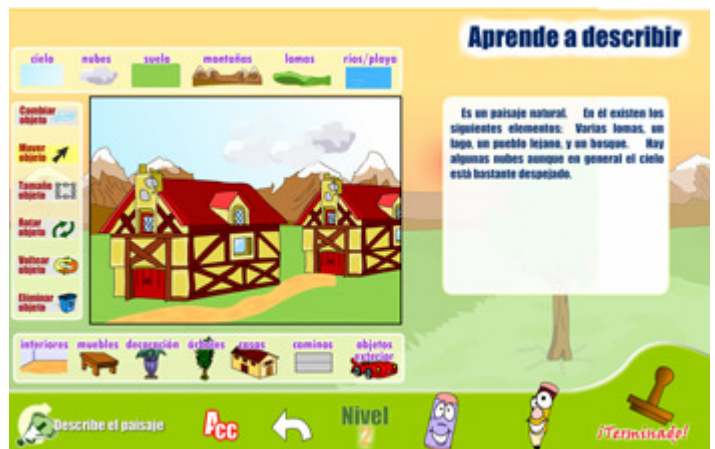 Aprende a describir
cielo nubes suelo montañas lomas rios/playa
Cambiar objeto
Mover objeto
Tamaño objeto
Rotar objeto
Voltear objeto
Eliminar objeto
Es un paisaje natural. En él existen los
siguientes elementos: Varias lomas, un
lago, un pueblo lejano, y un bosque. Hay
algunas nubes aunque en general el cielo
está bastante despejado.
interiores muebles decoración árboles casas caminos objetos exterior
Describe el paisaje
Acc
Nivel
2
¡Terminado!